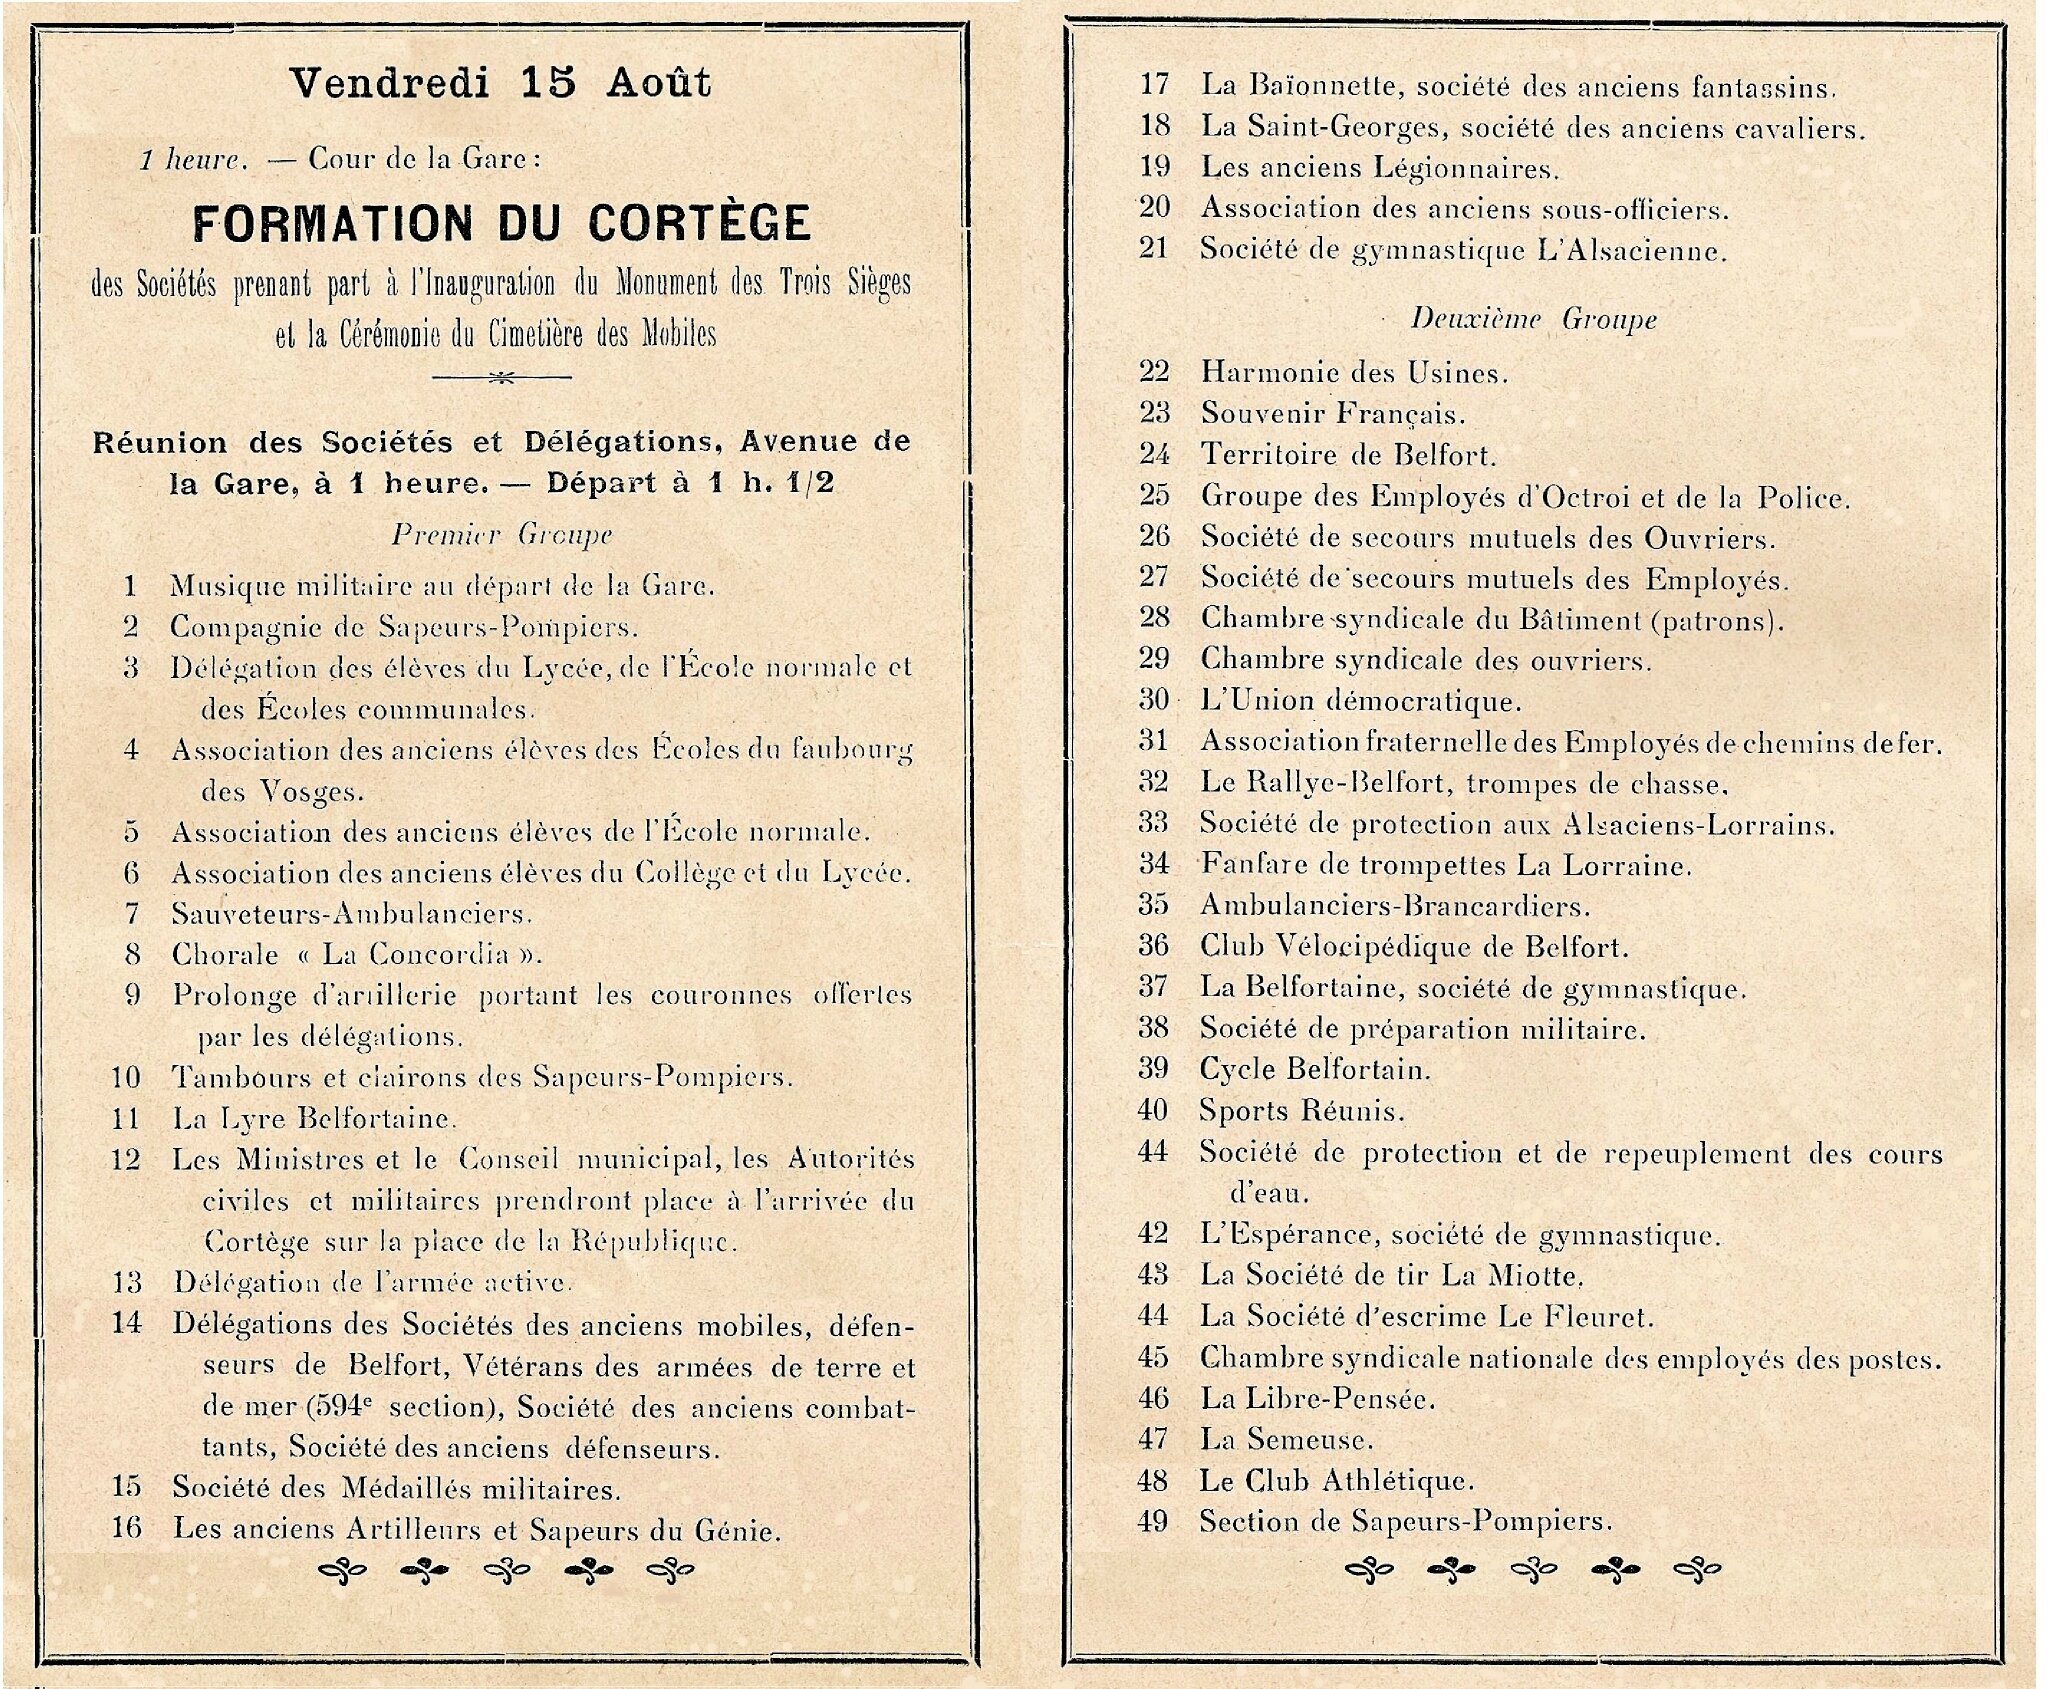 Vendredi 15 Août
1 heure. — Cour de la Gare :
FORMATION DU CORTÈGE
des Sociétés prenant part à l'Inauguration du Monument des Trois Sièges
et la Cérémonie du Cimetière des Mobiles
Réunion des Sociétés et Délégations, Avenue de
la Gare, à 1 heure. — Départ à 1 h. 1/2
Premier Groupe
1 Musique militaire au départ de la Gare.
2 Compagnie de Sapeurs-Pompiers.
3 Délégation des élèves du Lycée, de l'École normale et
des Écoles communales.
4 Association des anciens élèves des Écoles du faubourg
des Vosges.
5 Association des anciens élèves de l'École normale.
6 Association des anciens élèves du Collège et du Lycée.
7 Sauveteurs-Ambulanciers.
8 Chorale « La Concordia ».
9 Prolonge d'artillerie portant les couronnes offertes
par les délégations.
10 Tambours et clairons des Sapeurs-Pompiers.
11 La Lyre Belfortaine.
12 Les Ministres et le Conseil municipal, les Autorités
civiles et militaires prendront place à l'arrivée du
Cortège sur la place de la République.
13 Délégation de l'armée active.
14 Délégations des Sociétés des anciens mobiles, défen-
seurs de Belfort, Vétérans des armées de terre et
de mer (594e section), Société des anciens combat-
tants, Société des anciens défenseurs.
15 Société des Médaillés militaires.
16 Les anciens Artilleurs et Sapeurs du Génie.
17 La Baïonnette, société des anciens fantassins.
18 La Saint-Georges, société des anciens cavaliers.
19 Les anciens Légionnaires.
20 Association des anciens sous-officiers.
21 Société de gymnastique L'Alsacienne.
Deuxième Groupe
22 Harmonie des Usines.
23 Souvenir Français.
24 Territoire de Belfort.
25 Groupe des Employés d'Octroi et de la Police.
26 Société de secours mutuels des Ouvriers.
27 Société de secours mutuels des Employés.
28 Chambre syndicale du Bâtiment (patrons).
29 Chambre syndicale des ouvriers.
30 L'Union démocratique.
31 Association fraternelle des Employés de chemins de fer.
32 Le Rallye-Belfort, trompes de chasse.
33 Société de protection aux Alsaciens-Lorrains.
34 Fanfare de trompettes La Lorraine.
35 Ambulanciers-Brancardiers.
36 Club Vélocipédique de Belfort.
37 La Belfortaine, société de gymnastique.
38 Société de préparation militaire.
39 Cycle Belfortain.
40 Sports Réunis.
44 Société de protection et de repeuplement des cours
d'eau.
42 L'Espérance, société de gymnastique.
43 La Société de tir La Miotte.
44 La Société d'escrime Le Fleuret.
45 Chambre syndicale nationale des employés des postes.
46 La Libre-Pensée.
47 La Semeuse.
48 Le Club Athlétique.
49 Section de Sapeurs-Pompiers.